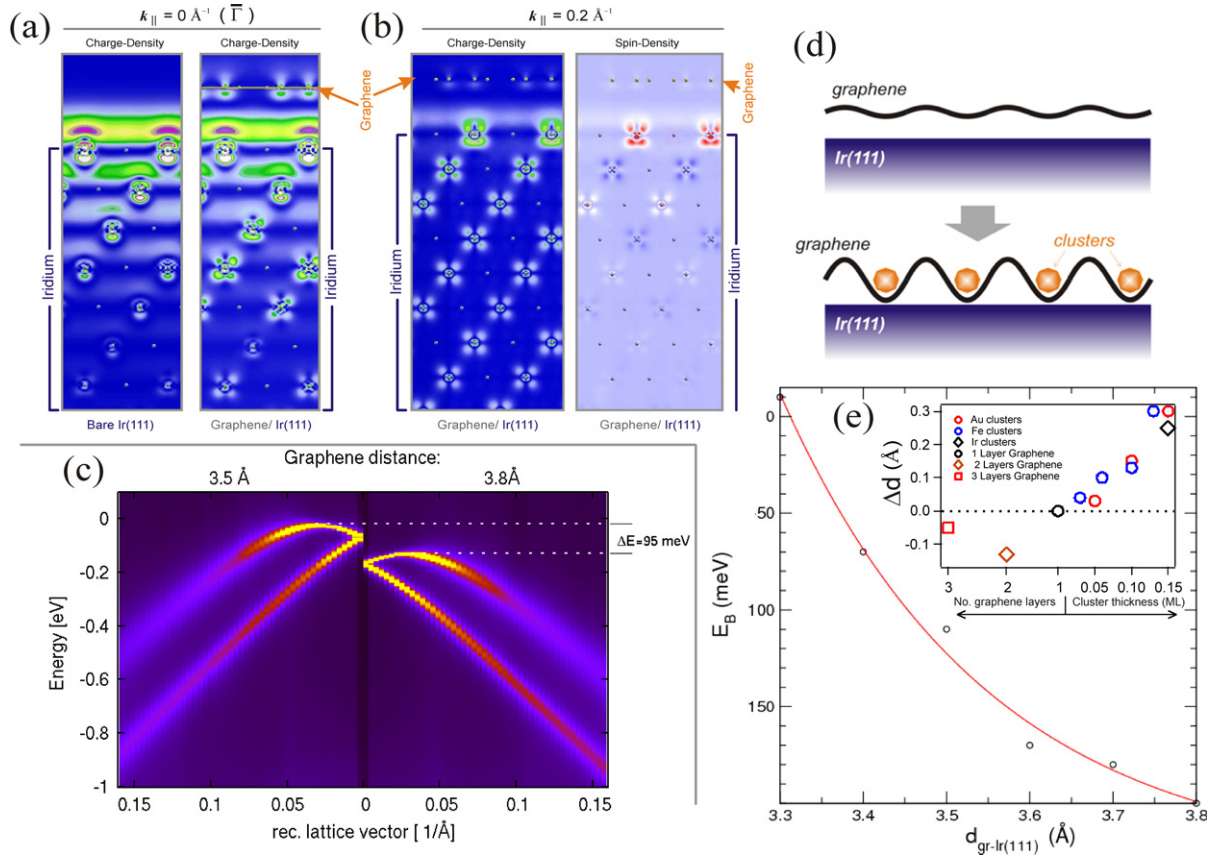 (a)
k|| = 0 Å⁻¹ ( Γ̅ )
Charge-Density
Charge-Density
Iridium
Iridium
Bare Ir(111)
Graphene/ Ir(111)
Graphene
(b)
k|| = 0.2 Å⁻¹
Charge-Density
Spin-Density
Graphene
Iridium
Iridium
Graphene/ Ir(111)
Graphene/ Ir(111)
(c)
Graphene distance:
3.5 Å
3.8Å
ΔE=95 meV
Energy [eV]
0
-0.2
-0.4
-0.6
-0.8
-1
0.15
0.1
0.05
0
0.05
0.1
0.15
rec. lattice vector [ 1/Å]
(d)
graphene
Ir(111)
graphene
clusters
Ir(111)
(e)
Au clusters
Fe clusters
Ir clusters
1 Layer Graphene
2 Layers Graphene
3 Layers Graphene
Δd (Å)
0.3
0.2
0.1
0.0
-0.1
3
2
1
0.05
0.10
0.15
No. graphene layers
Cluster thickness (ML)
E_B (meV)
0
50
100
150
200
3.3
3.4
3.5
3.6
3.7
3.8
d_gr-Ir(111) (Å)